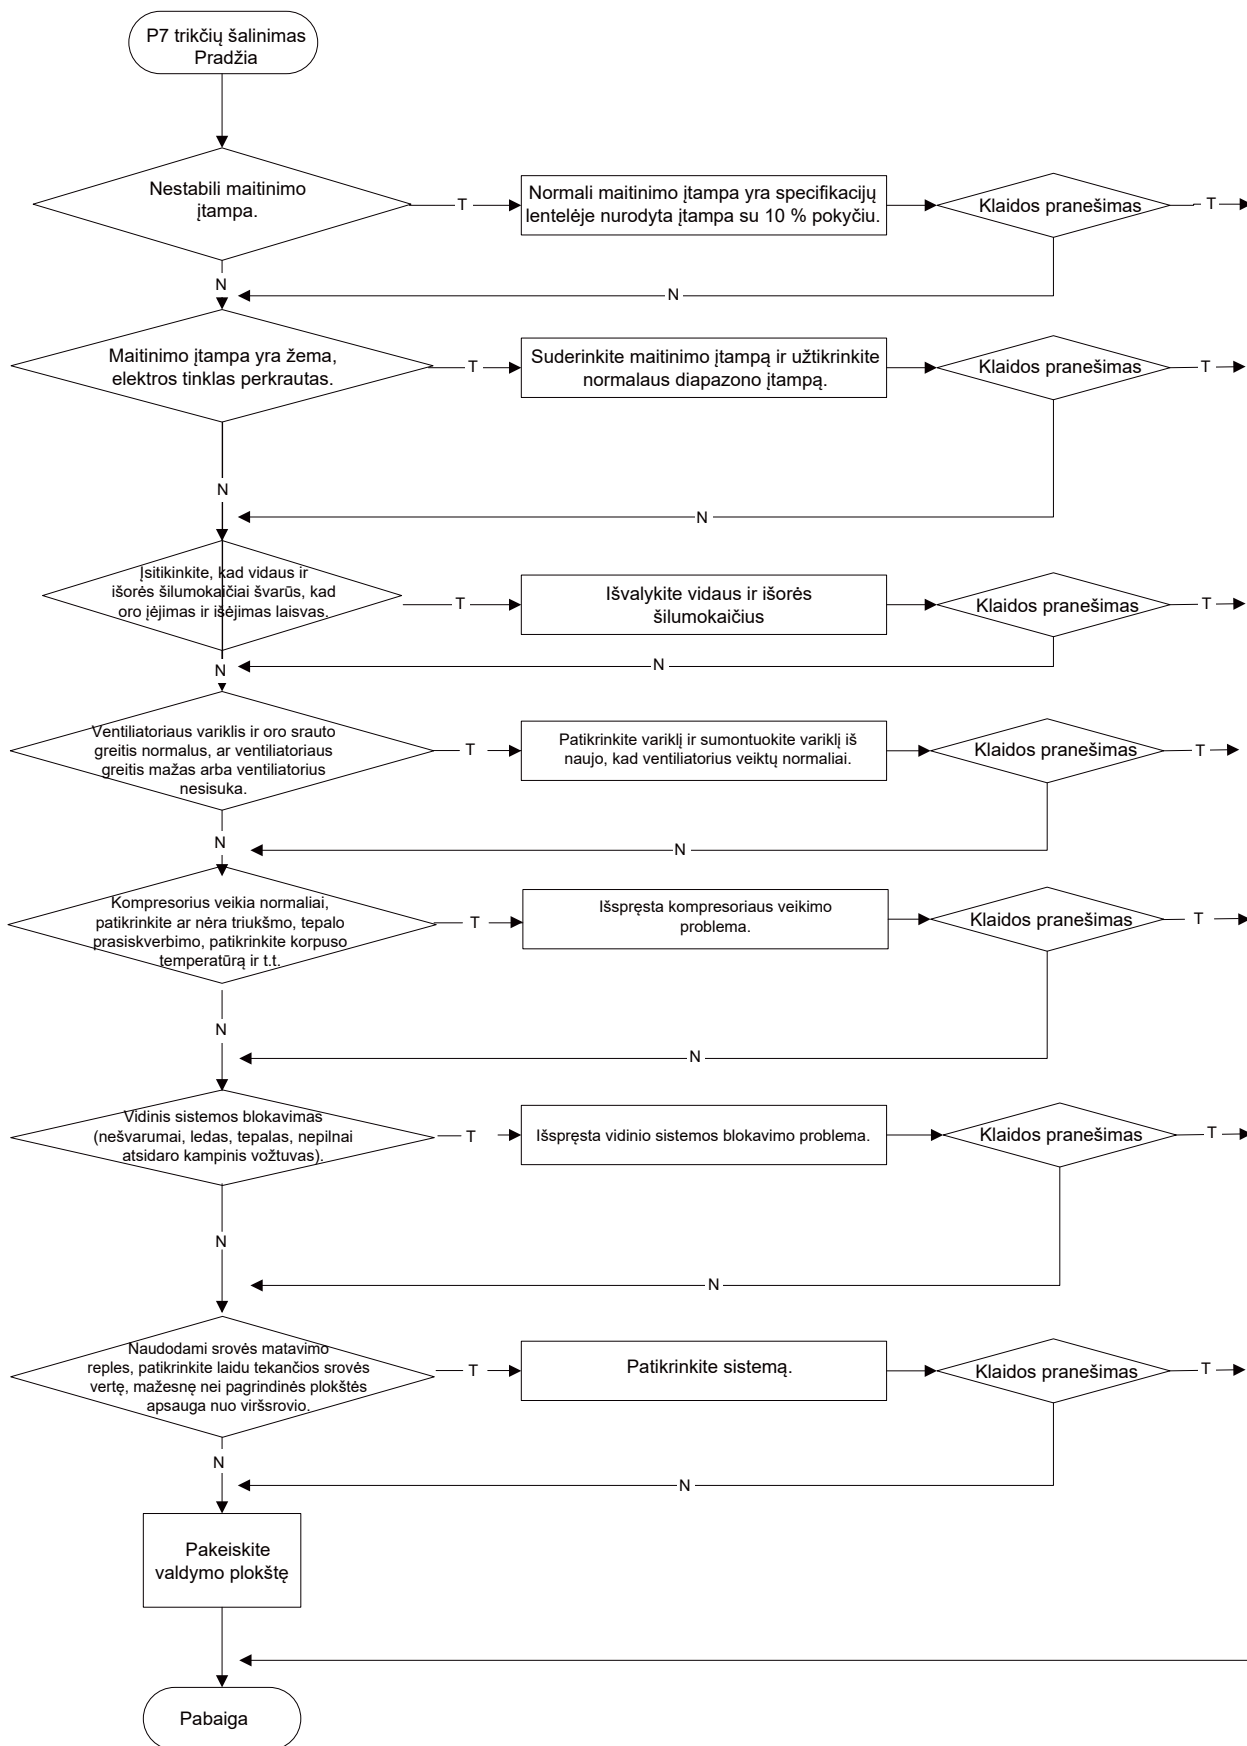 P7 trikčių šalinimas
Pradžia
Nestabili maitinimo
įtampa.
T
Normali maitinimo įtampa yra specifikacijų
lentelėje nurodyta įtampa su 10 % pokyčiu.
Klaidos pranešimas
T
N
N
Maitinimo įtampa yra žema,
elektros tinklas perkrautas.
T
Suderinkite maitinimo įtampą ir užtikrinkite
normalaus diapazono įtampą.
Klaidos pranešimas
T
N
N
Įsitikinkite, kad vidaus ir
išorės šilumokaičiai švarūs, kad
oro įėjimas ir išėjimas laisvas.
T
Išvalykite vidaus ir išorės
šilumokaičius
Klaidos pranešimas
T
N
N
Ventiliatoriaus variklis ir oro srauto
greitis normalus, ar ventiliatoriaus
greitis mažas arba ventiliatorius
nesisuka.
T
Patikrinkite variklį ir sumontuokite variklį iš
naujo, kad ventiliatorius veiktų normaliai.
Klaidos pranešimas
T
N
N
Kompresorius veikia normaliai,
patikrinkite ar nėra triukšmo, tepalo
prasiskverbimo, patikrinkite korpuso
temperatūrą ir t.t.
T
Išspręsta kompresoriaus veikimo
problema.
Klaidos pranešimas
T
N
N
Vidinis sistemos blokavimas
(nešvarumai, ledas, tepalas, nepilnai
atsidaro kampinis vožtuvas).
T
Išspręsta vidinio sistemos blokavimo problema.
Klaidos pranešimas
T
N
N
Naudodami srovės matavimo
reples, patikrinkite laidu tekančios srovės
vertę, mažesnę nei pagrindinės plokštės
apsauga nuo viršsrovio.
T
Patikrinkite sistemą.
Klaidos pranešimas
T
N
N
Pakeiskite
valdymo plokštę
Pabaiga